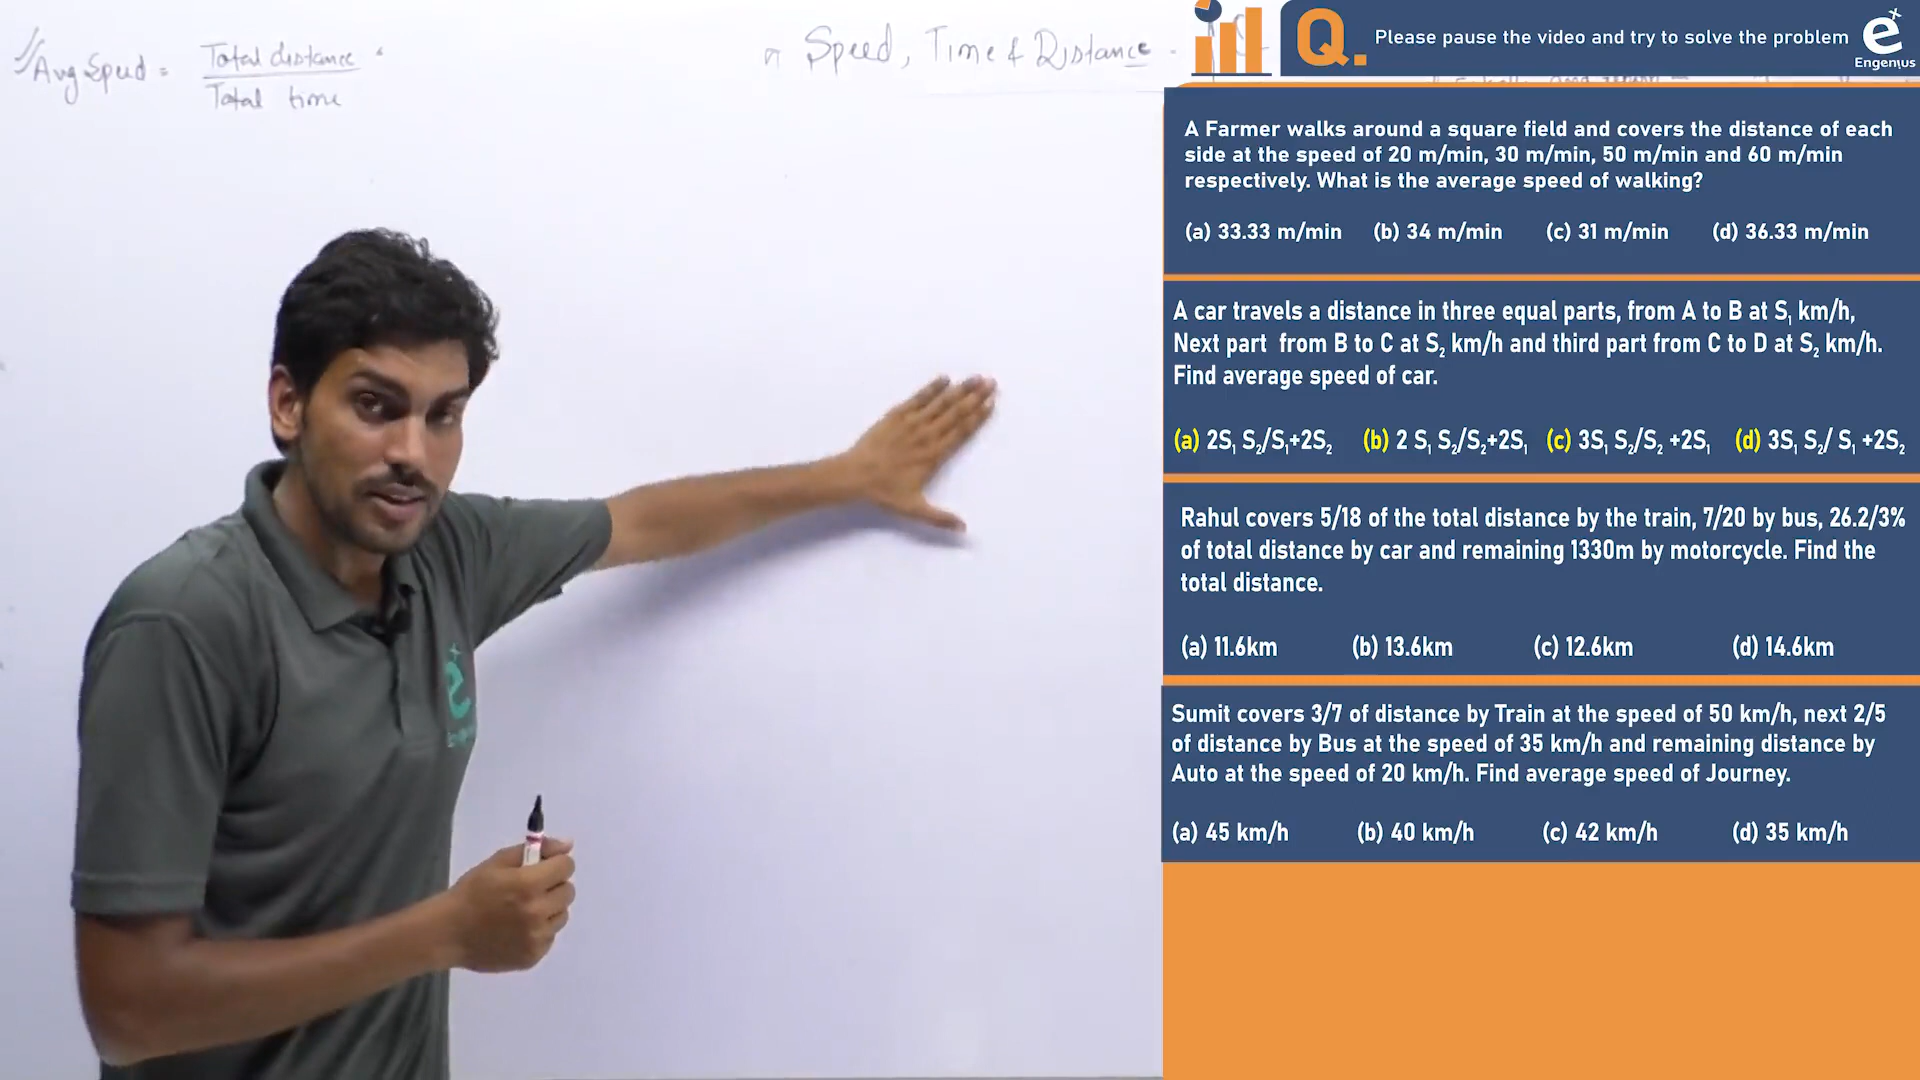 Avg Speed = Total distance
Total time
Speed, Time & Distance -
Q. Please pause the video and try to solve the problem
eˣ
Engenius
A Farmer walks around a square field and covers the distance of each
side at the speed of 20 m/min, 30 m/min, 50 m/min and 60 m/min
respectively. What is the average speed of walking?
(a) 33.33 m/min (b) 34 m/min (c) 31 m/min (d) 36.33 m/min
A car travels a distance in three equal parts, from A to B at S₁ km/h,
Next part from B to C at S₂ km/h and third part from C to D at S₂ km/h.
Find average speed of car.
(a) 2S₁ S₂/S₁+2S₂ (b) 2 S₁ S₂/S₂+2S₁ (c) 3S₁ S₂/S₂ +2S₁ (d) 3S₁ S₂/ S₁ +2S₂
Rahul covers 5/18 of the total distance by the train, 7/20 by bus, 26.2/3%
of total distance by car and remaining 1330m by motorcycle. Find the
total distance.
(a) 11.6km (b) 13.6km (c) 12.6km (d) 14.6km
Sumit covers 3/7 of distance by Train at the speed of 50 km/h, next 2/5
of distance by Bus at the speed of 35 km/h and remaining distance by
Auto at the speed of 20 km/h. Find average speed of Journey.
(a) 45 km/h (b) 40 km/h (c) 42 km/h (d) 35 km/h
eˣ